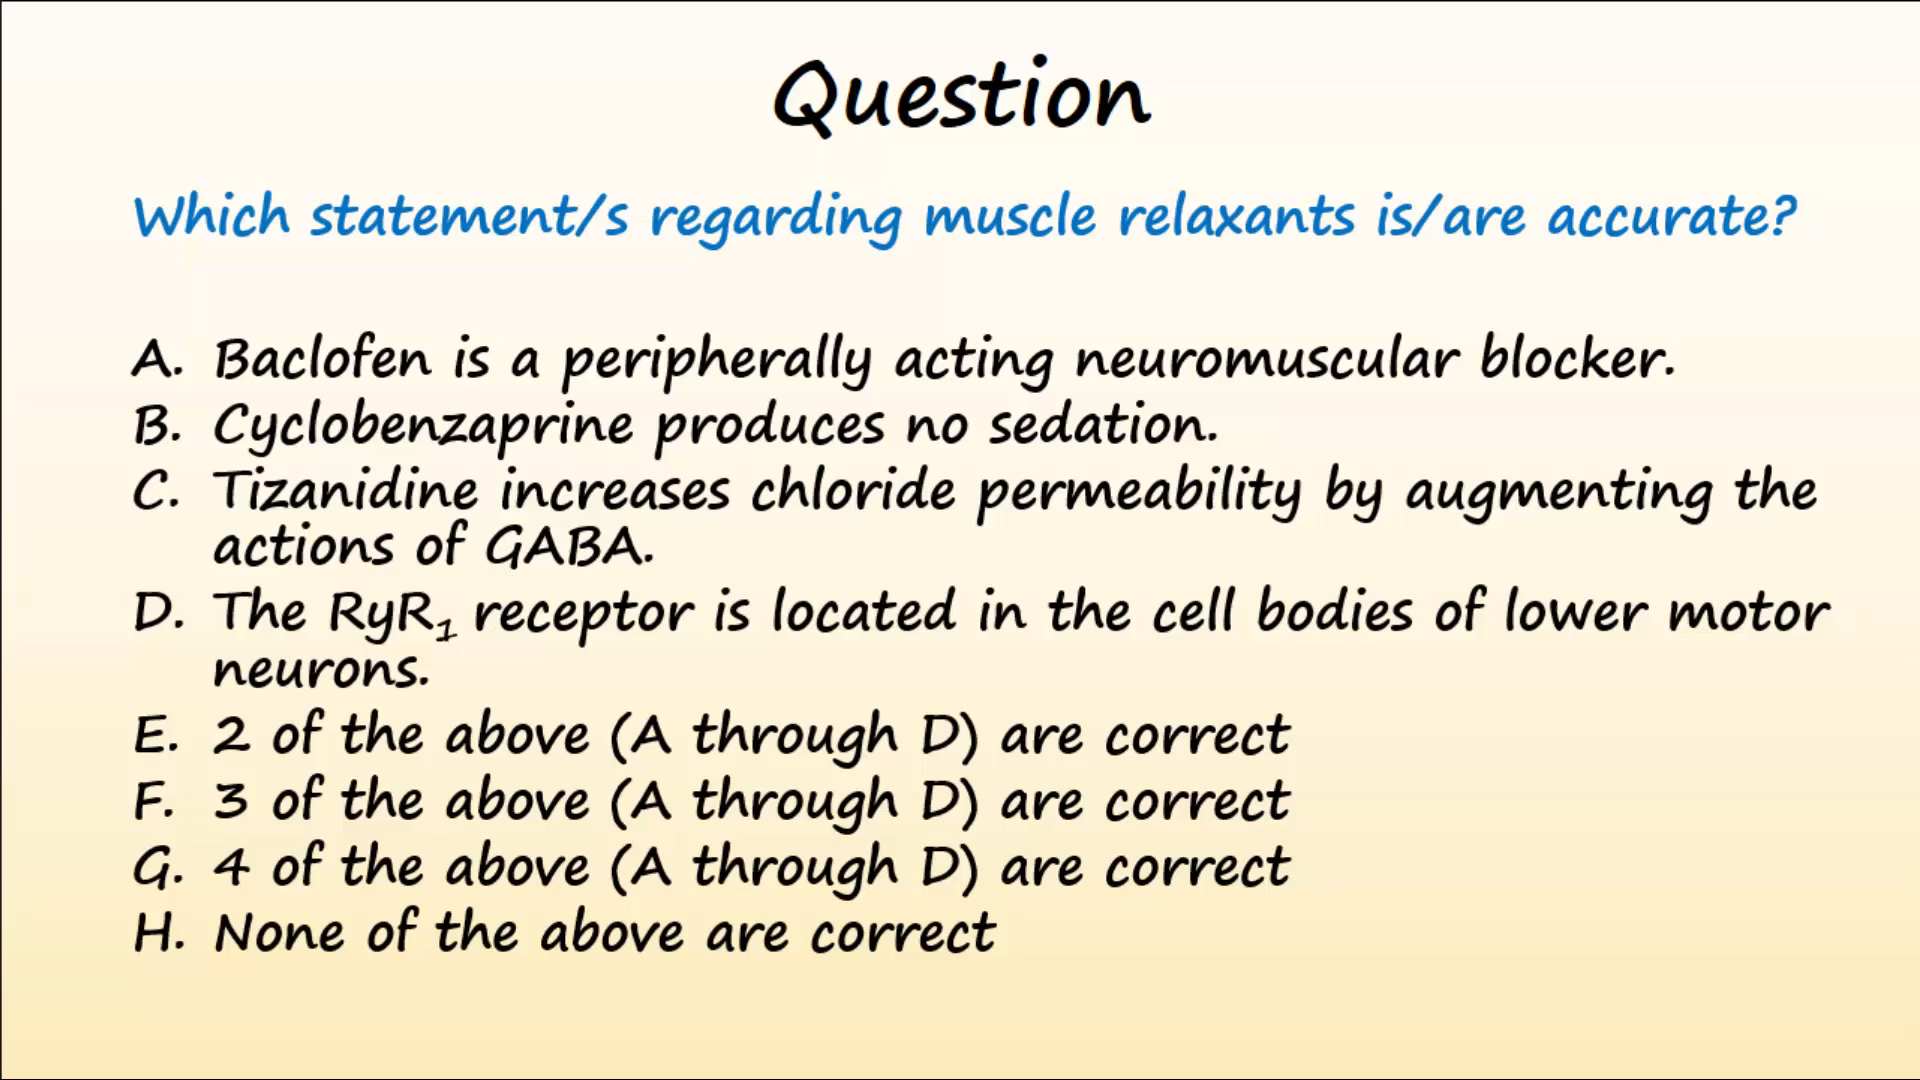 Question
Which statement/s regarding muscle relaxants is/are accurate?
A. Baclofen is a peripherally acting neuromuscular blocker.
B. Cyclobenzaprine produces no sedation.
C. Tizanidine increases chloride permeability by augmenting the
actions of GABA.
D. The RyR₁ receptor is located in the cell bodies of lower motor
neurons.
E. 2 of the above (A through D) are correct
F. 3 of the above (A through D) are correct
G. 4 of the above (A through D) are correct
H. None of the above are correct